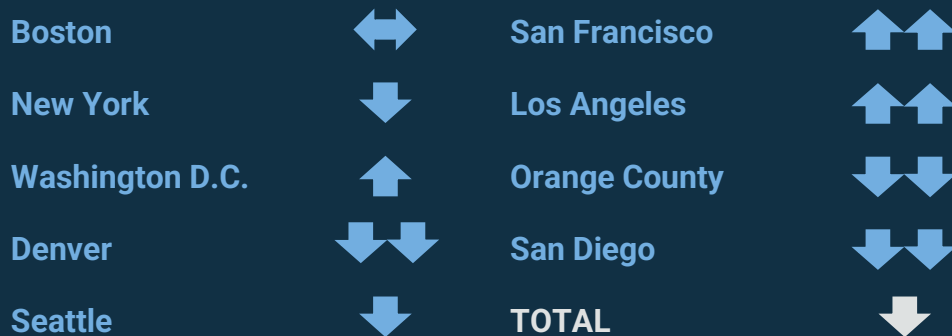 Boston
New York
Washington D.C.
Denver
Seattle
San Francisco
Los Angeles
Orange County
San Diego
TOTAL